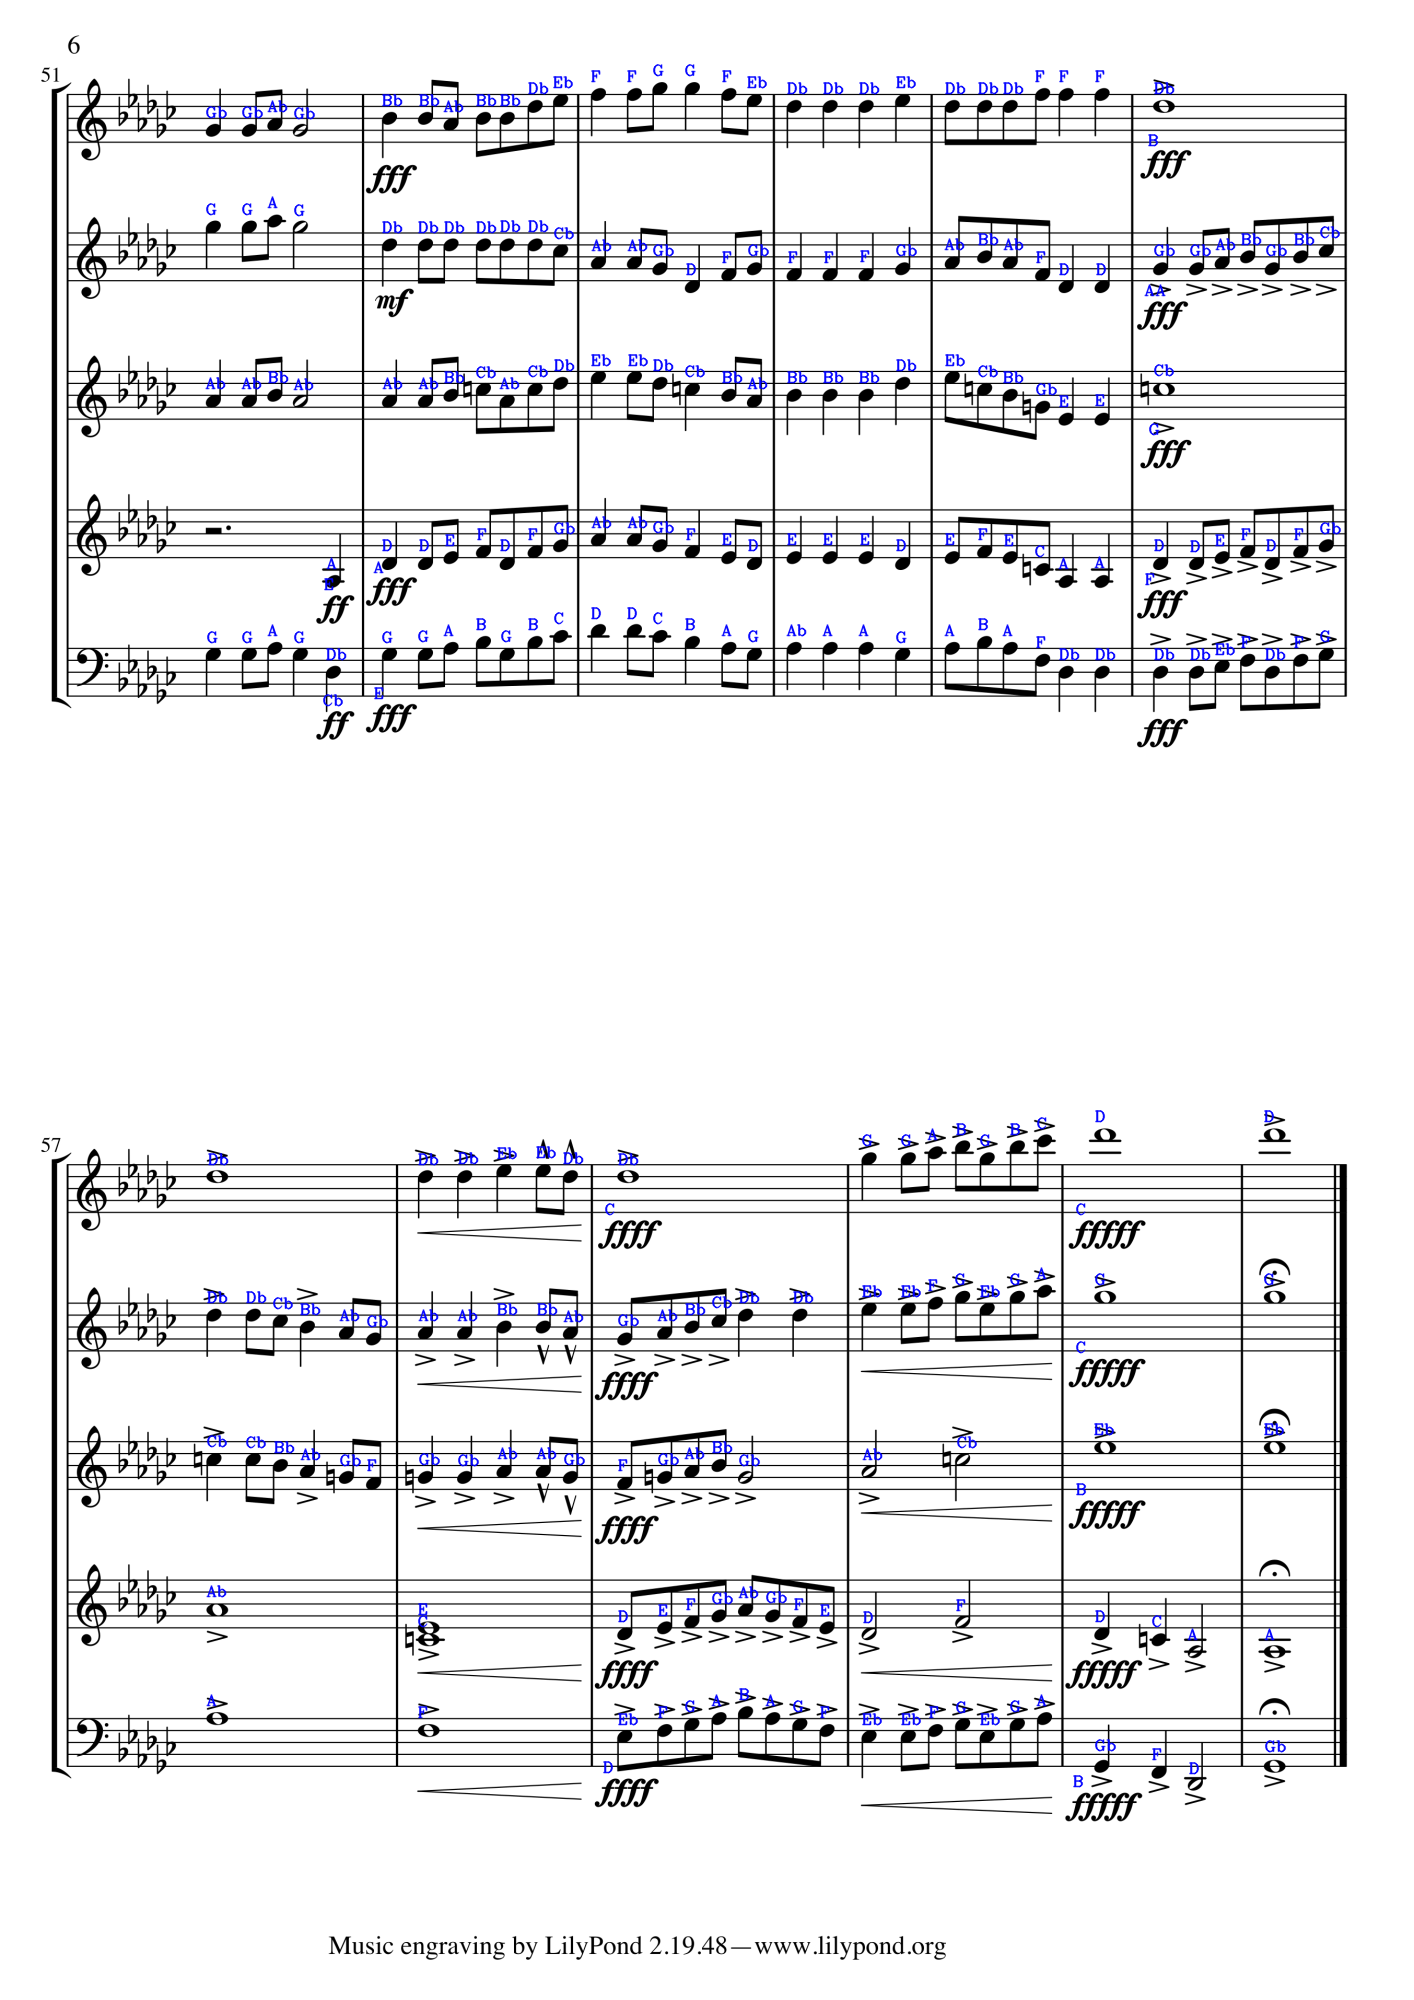 6
51
Gb Gb Ab Gb Bb Bb Ab Bb Bb Db Eb F F G G F Eb Db Db Db Eb Db Db Db F F F Db
B
fff fff
G G A G Db Db Db Db Db Db Cb Ab Ab Gb D F Gb F F F Gb Ab Bb Ab F D D Gb Gb Ab Bb Gb Bb Cb
AA
mf fff
Ab Ab Bb Ab Ab Ab Bb Cb Ab Cb Db Eb Eb Db Cb Bb Ab Bb Bb Bb Db Eb Cb Bb Gb E E Cb
G
fff
A D D E F D F Gb Ab Ab Gb F E D E E E D E F E C A A D D E F D F Gb
E A F
ff fff fff
G G A G Db G G A B G B C D D C B A G Ab A A G A B A F Db Db Db Db Eb F Db F G
Cb E
ff fff fff
57
Db Db Db Eb Db Db G G A B G B C D D
C C
ffff fffff
Db Db Cb Bb Ab Gb Ab Ab Bb Bb Ab Gb Ab Bb Cb Db Db Eb Eb F G Eb G A G G
C
ffff fffff
Cb Cb Bb Ab Gb F Gb Gb Ab Ab Gb F Gb Ab Bb Gb Ab Cb Eb Eb
B
ffff fffff
Ab E C D E F Gb Ab Gb F E D F D C A A
ffff fffff
A F Eb F G A B A G F Eb Eb F G Eb G A Gb F D Gb
D B
ffff fffff
Music engraving by LilyPond 2.19.48—www.lilypond.org